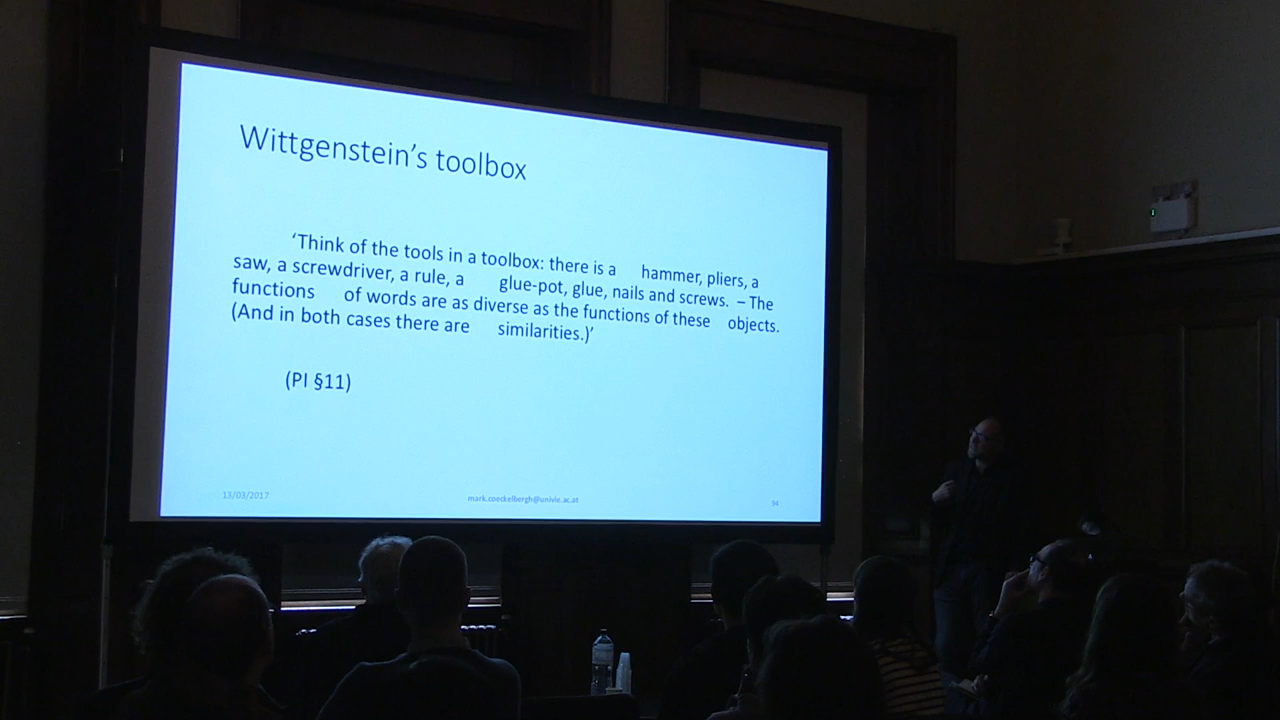 Wittgenstein's toolbox
'Think of the tools in a toolbox: there is a hammer, pliers, a
saw, a screwdriver, a rule, a glue-pot, glue, nails and screws. – The
functions of words are as diverse as the functions of these objects.
(And in both cases there are similarities.)'
(PI §11)
13/03/2017
mark.coeckelbergh@univie.ac.at
94